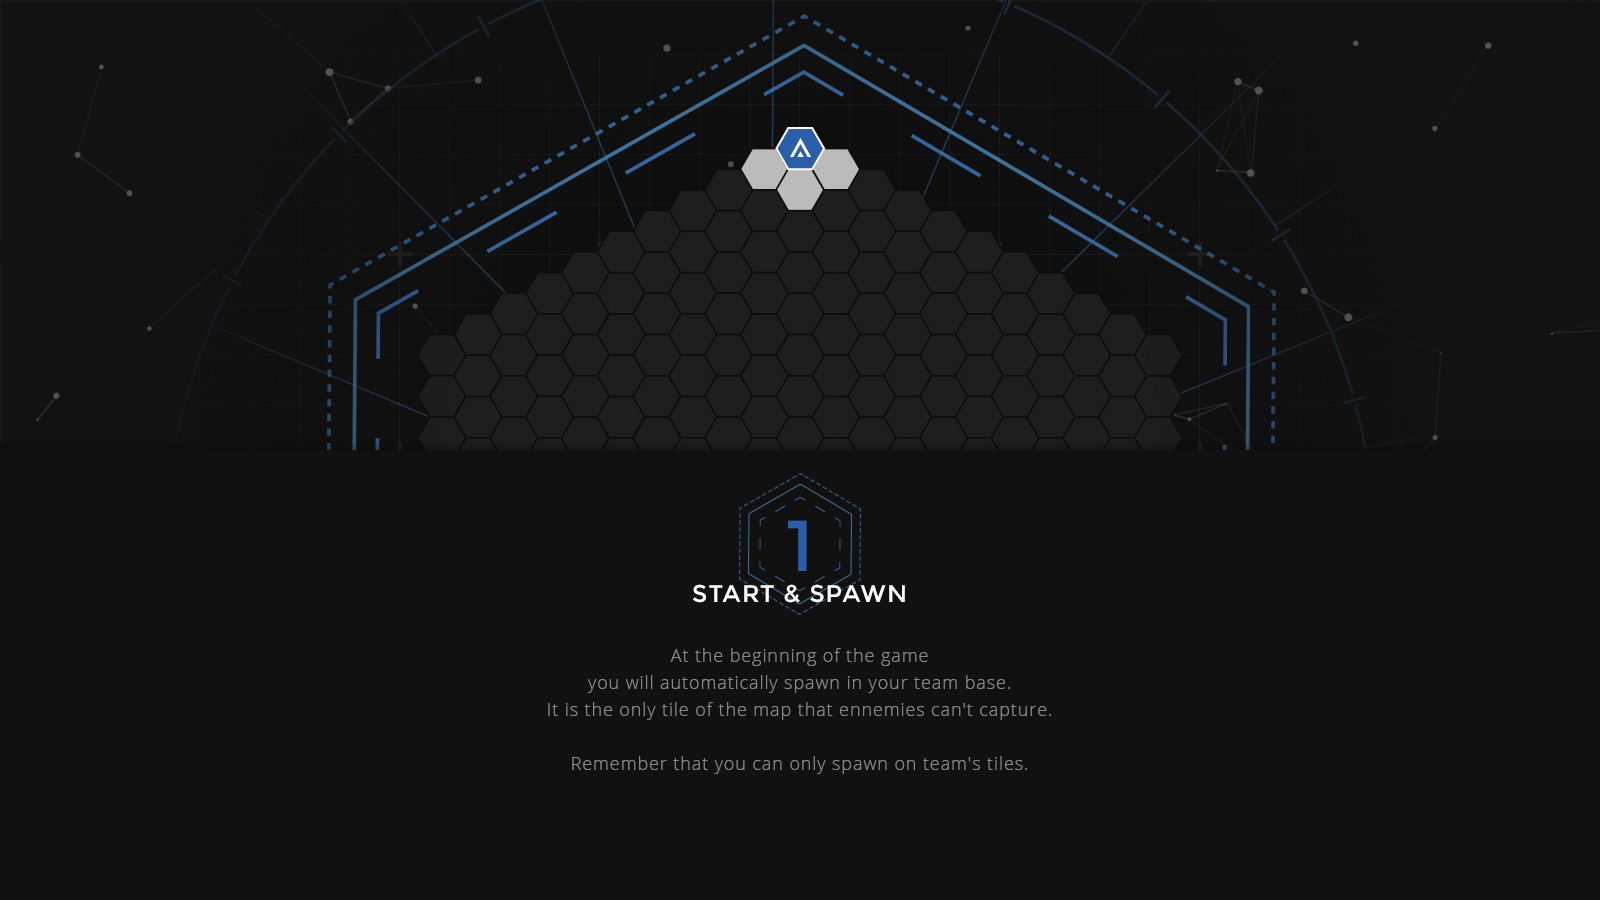 1
START & SPAWN
At the beginning of the game
you will automatically spawn in your team base.
It is the only tile of the map that ennemies can't capture.
Remember that you can only spawn on team's tiles.